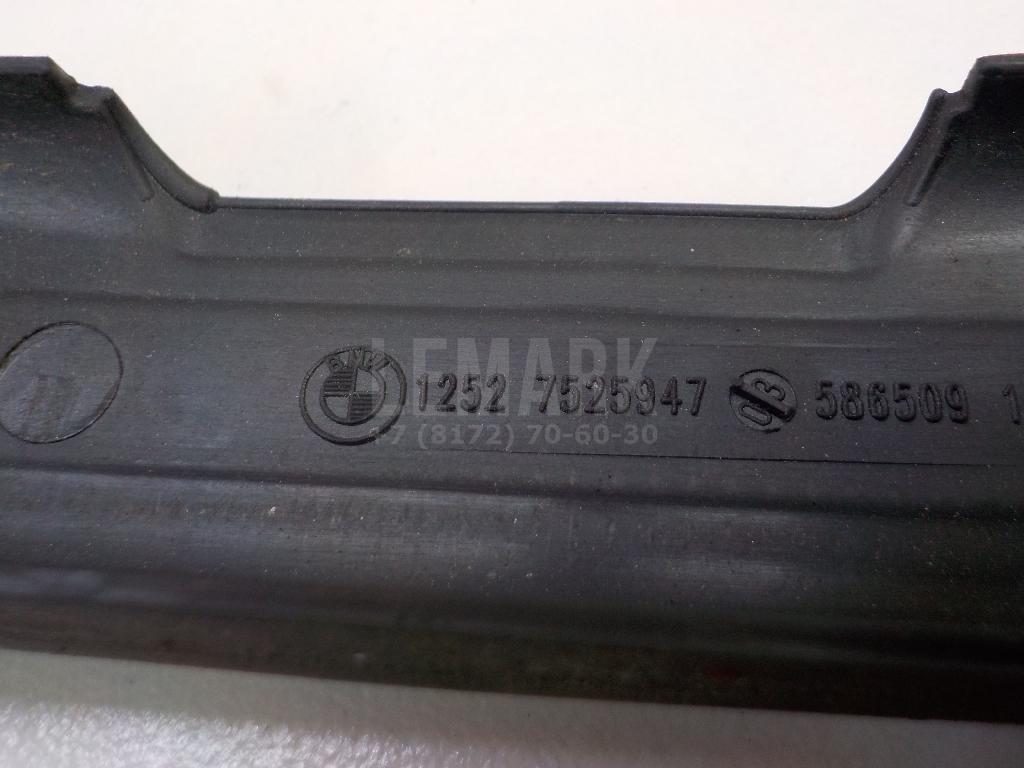 LEMARK
BMW 1252 7525947 03 586509 1
+7 (8172) 70-60-30